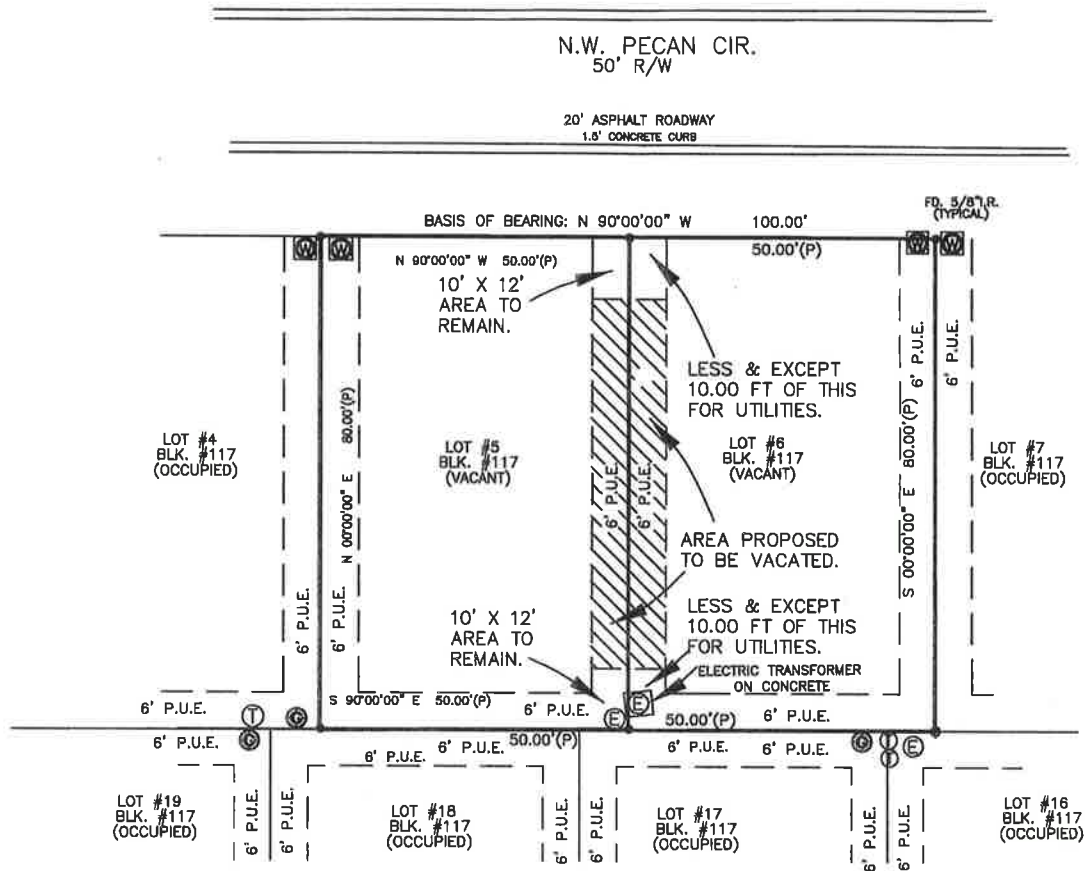 N.W. PECAN CIR.
50' R/W
20' ASPHALT ROADWAY
1.5' CONCRETE CURB
FD. 5/8" I.R.
(TYPICAL)
BASIS OF BEARING: N 90°00'00" W 100.00'
W
W
W
W
N 90°00'00" W 50.00'(P)
50.00'(P)
10' X 12'
AREA TO
REMAIN.
LESS & EXCEPT
10.00 FT OF THIS
FOR UTILITIES.
6' P.U.E.
6' P.U.E.
N 00°00'00" E 80.00'(P)
S 00°00'00" E 80.00'(P)
LOT #4
BLK. #117
(OCCUPIED)
LOT #5
BLK. #117
(VACANT)
6' P.U.E.
6' P.U.E.
LOT #6
BLK. #117
(VACANT)
LOT #7
BLK. #117
(OCCUPIED)
AREA PROPOSED
TO BE VACATED.
6' P.U.E.
6' P.U.E.
10' X 12'
AREA TO
REMAIN.
LESS & EXCEPT
10.00 FT OF THIS
FOR UTILITIES.
ELECTRIC TRANSFORMER
ON CONCRETE
E
S 90°00'00" E 50.00'(P)
6' P.U.E.
T
G
6' P.U.E.
E
50.00'(P)
6' P.U.E.
6' P.U.E.
G
6' P.U.E.
6' P.U.E.
50.00'(P)
6' P.U.E.
6' P.U.E.
G
T
T
E
LOT #19
BLK. #117
(OCCUPIED)
6' P.U.E.
6' P.U.E.
LOT #18
BLK. #117
(OCCUPIED)
6' P.U.E.
6' P.U.E.
LOT #17
BLK. #117
(OCCUPIED)
6' P.U.E.
6' P.U.E.
LOT #16
BLK. #117
(OCCUPIED)